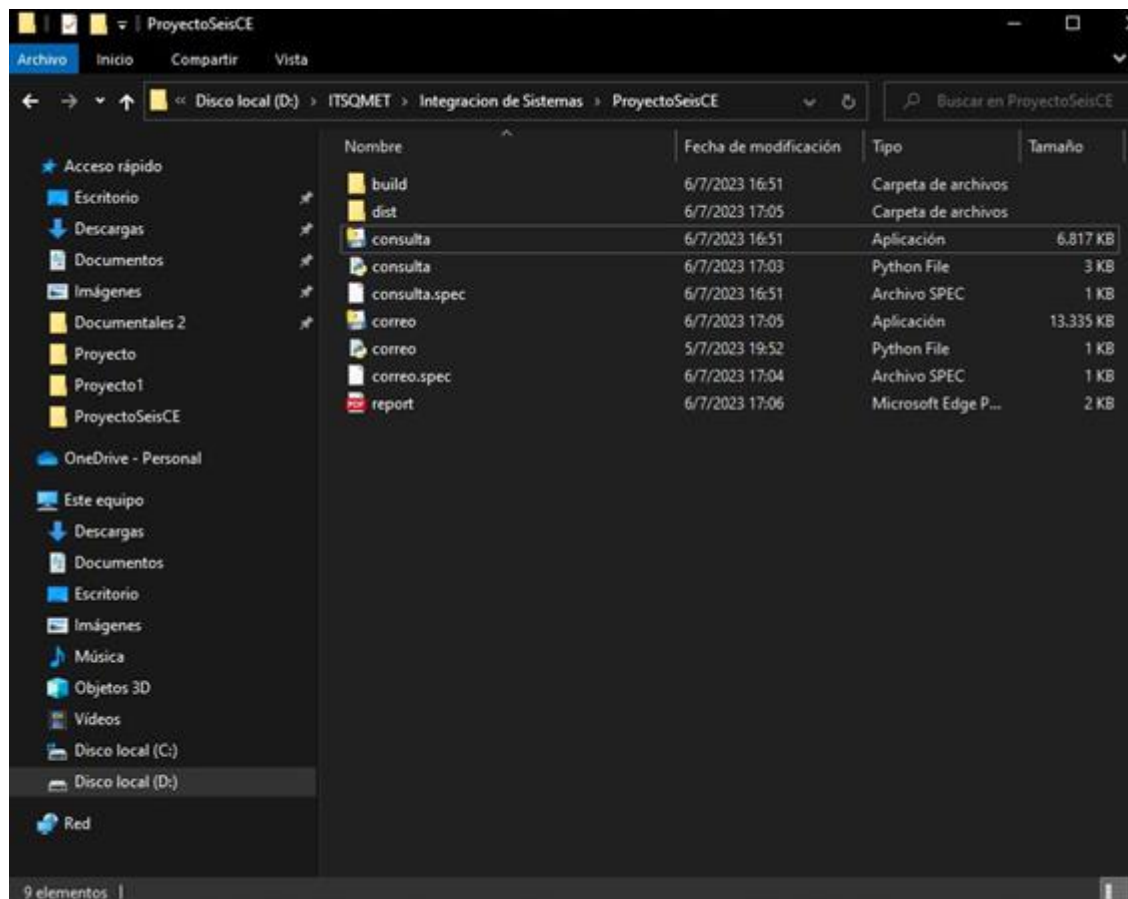 ProyectoSeisCE
Archivo Inicio Compartir Vista
« Disco local (D:) › ITSQMET › Integracion de Sistemas › ProyectoSeisCE Buscar en ProyectoSeisCE
Acceso rápido
Escritorio
Descargas
Documentos
Imágenes
Documentales 2
Proyecto
Proyecto1
ProyectoSeisCE
OneDrive - Personal
Este equipo
Descargas
Documentos
Escritorio
Imágenes
Música
Objetos 3D
Vídeos
Disco local (C:)
Disco local (D:)
Red
Nombre Fecha de modificación Tipo Tamaño
build 6/7/2023 16:51 Carpeta de archivos
dist 6/7/2023 17:05 Carpeta de archivos
consulta 6/7/2023 16:51 Aplicación 6.817 KB
consulta 6/7/2023 17:03 Python File 3 KB
consulta.spec 6/7/2023 16:51 Archivo SPEC 1 KB
correo 6/7/2023 17:05 Aplicación 13.335 KB
correo 5/7/2023 19:52 Python File 1 KB
correo.spec 6/7/2023 17:04 Archivo SPEC 1 KB
PDF report 6/7/2023 17:06 Microsoft Edge P... 2 KB
9 elementos